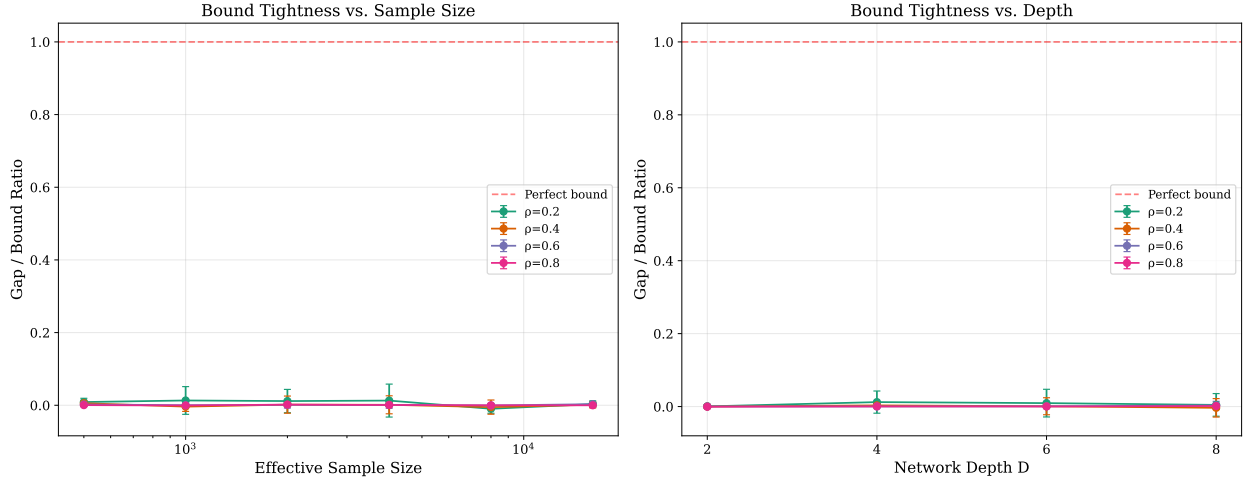 Bound Tightness vs. Sample Size
Gap / Bound Ratio
1.0
0.8
0.6
0.4
0.2
0.0
10³
10⁴
Effective Sample Size
Perfect bound
ρ=0.2
ρ=0.4
ρ=0.6
ρ=0.8
Bound Tightness vs. Depth
Gap / Bound Ratio
1.0
0.8
0.6
0.4
0.2
0.0
2
4
6
8
Network Depth D
Perfect bound
ρ=0.2
ρ=0.4
ρ=0.6
ρ=0.8